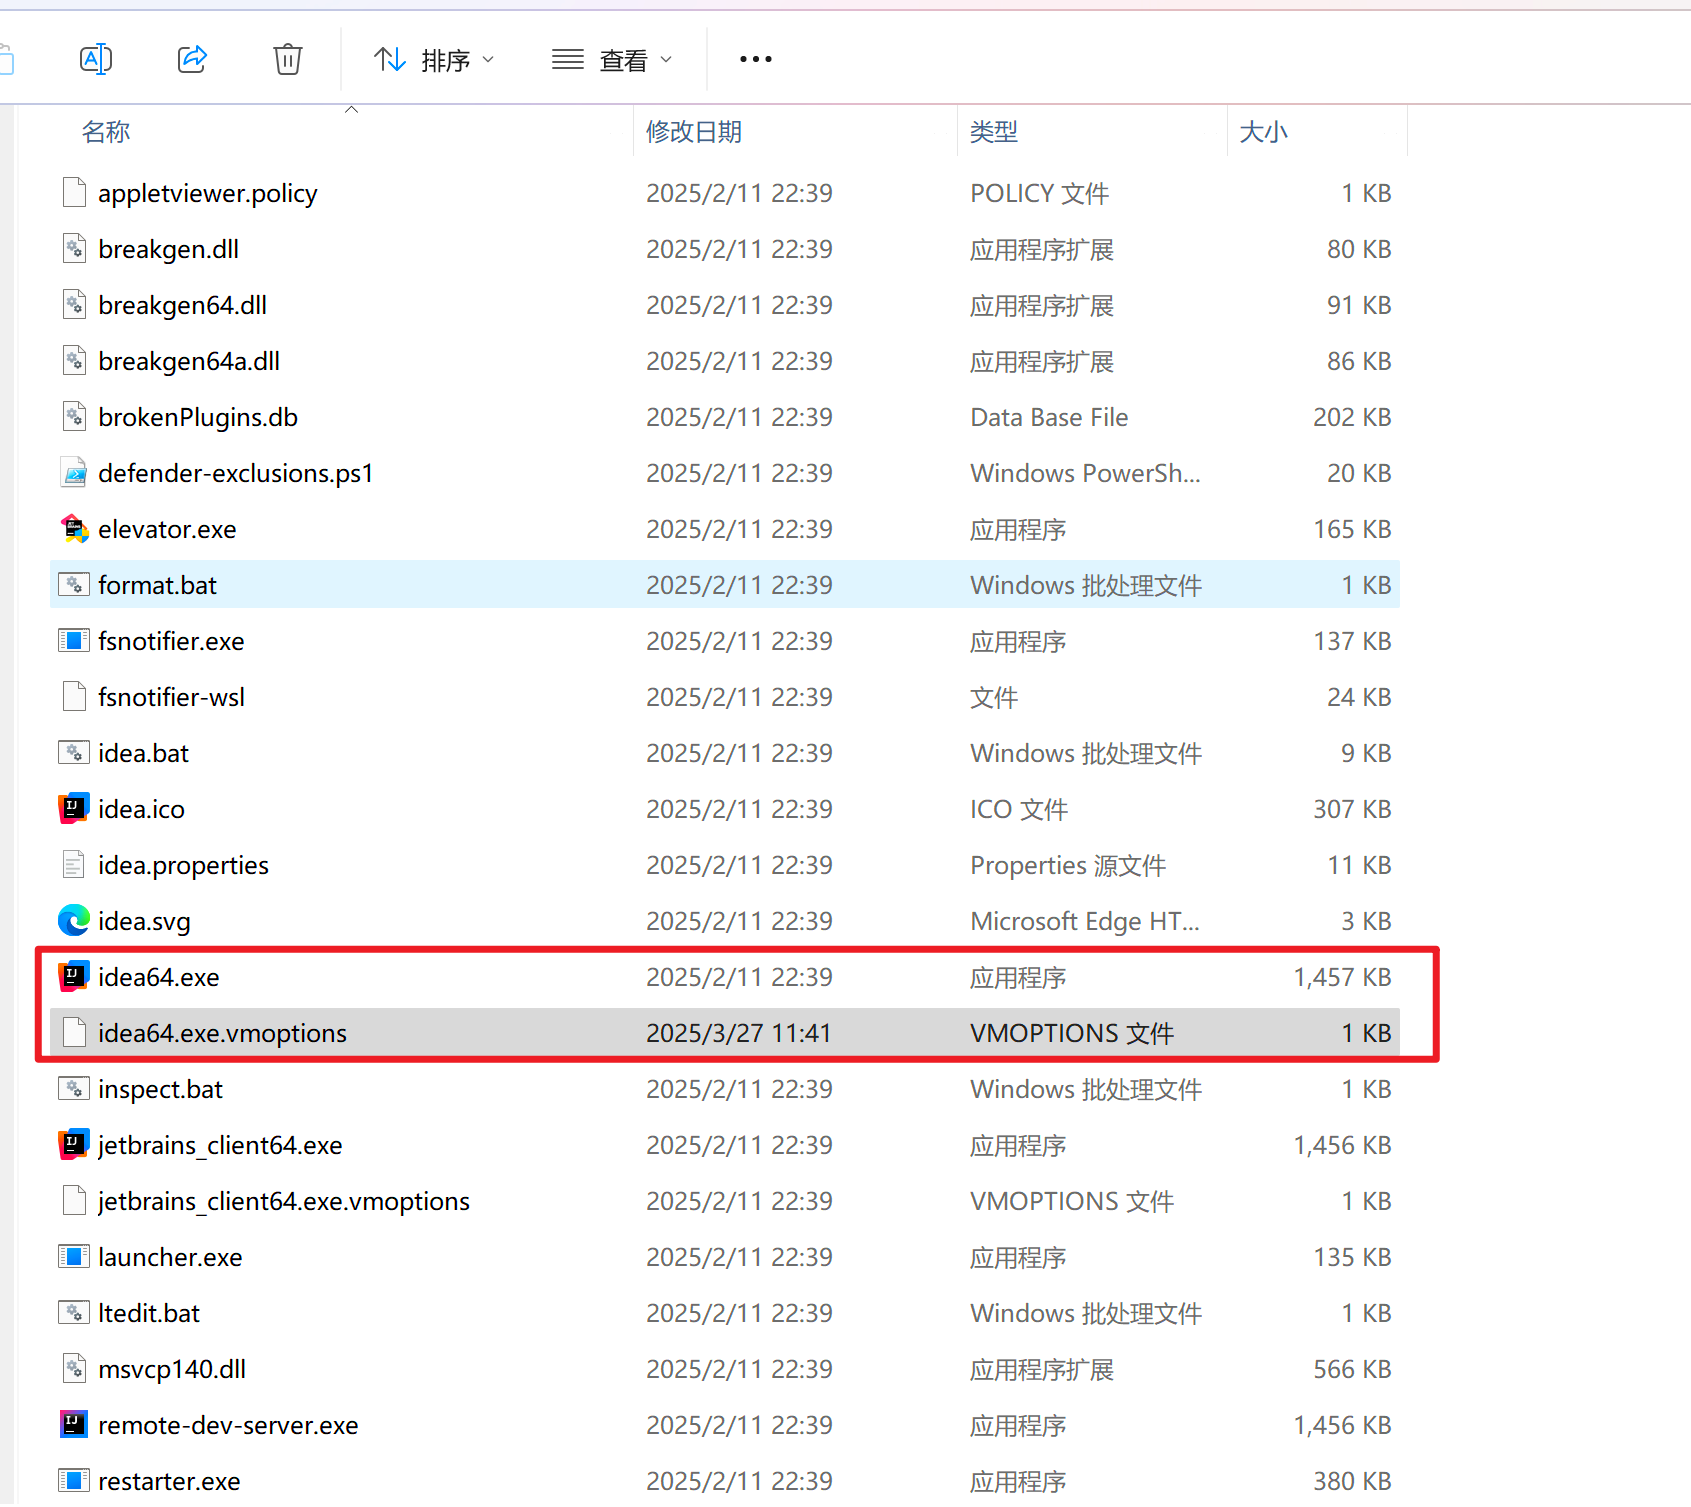 排序 查看
名称 修改日期 类型 大小
appletviewer.policy 2025/2/11 22:39 POLICY 文件 1 KB
breakgen.dll 2025/2/11 22:39 应用程序扩展 80 KB
breakgen64.dll 2025/2/11 22:39 应用程序扩展 91 KB
breakgen64a.dll 2025/2/11 22:39 应用程序扩展 86 KB
brokenPlugins.db 2025/2/11 22:39 Data Base File 202 KB
defender-exclusions.ps1 2025/2/11 22:39 Windows PowerSh... 20 KB
elevator.exe 2025/2/11 22:39 应用程序 165 KB
format.bat 2025/2/11 22:39 Windows 批处理文件 1 KB
fsnotifier.exe 2025/2/11 22:39 应用程序 137 KB
fsnotifier-wsl 2025/2/11 22:39 文件 24 KB
idea.bat 2025/2/11 22:39 Windows 批处理文件 9 KB
idea.ico 2025/2/11 22:39 ICO 文件 307 KB
idea.properties 2025/2/11 22:39 Properties 源文件 11 KB
idea.svg 2025/2/11 22:39 Microsoft Edge HT... 3 KB
idea64.exe 2025/2/11 22:39 应用程序 1,457 KB
idea64.exe.vmoptions 2025/3/27 11:41 VMOPTIONS 文件 1 KB
inspect.bat 2025/2/11 22:39 Windows 批处理文件 1 KB
jetbrains_client64.exe 2025/2/11 22:39 应用程序 1,456 KB
jetbrains_client64.exe.vmoptions 2025/2/11 22:39 VMOPTIONS 文件 1 KB
launcher.exe 2025/2/11 22:39 应用程序 135 KB
ltedit.bat 2025/2/11 22:39 Windows 批处理文件 1 KB
msvcp140.dll 2025/2/11 22:39 应用程序扩展 566 KB
remote-dev-server.exe 2025/2/11 22:39 应用程序 1,456 KB
restarter.exe 2025/2/11 22:39 应用程序 380 KB